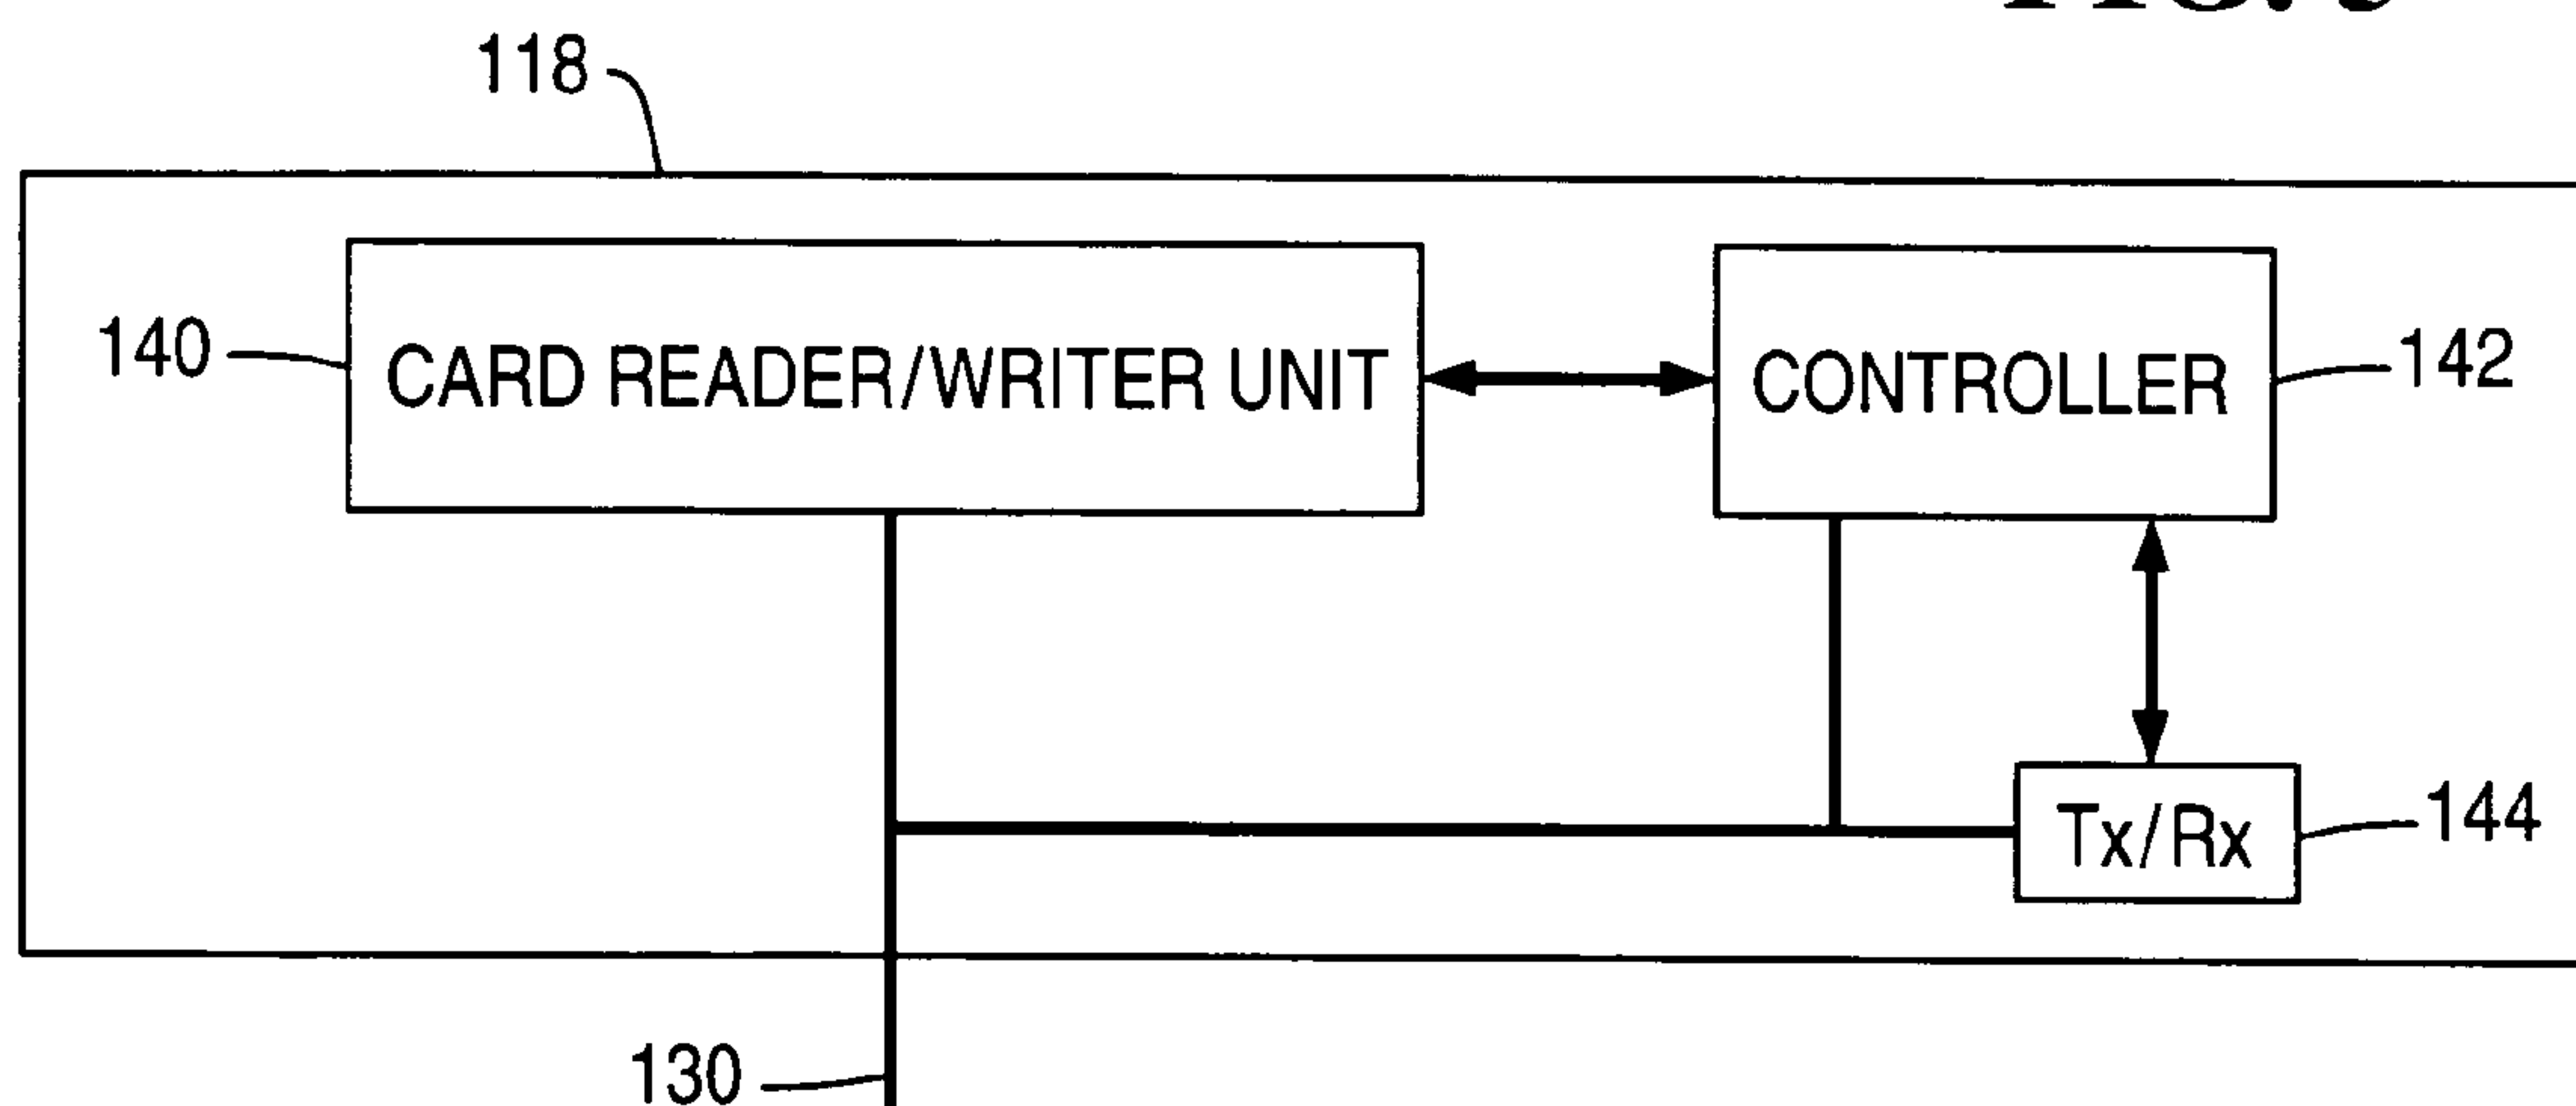 118
140
CARD READER/WRITER UNIT
CONTROLLER
142
Tx/Rx
144
130